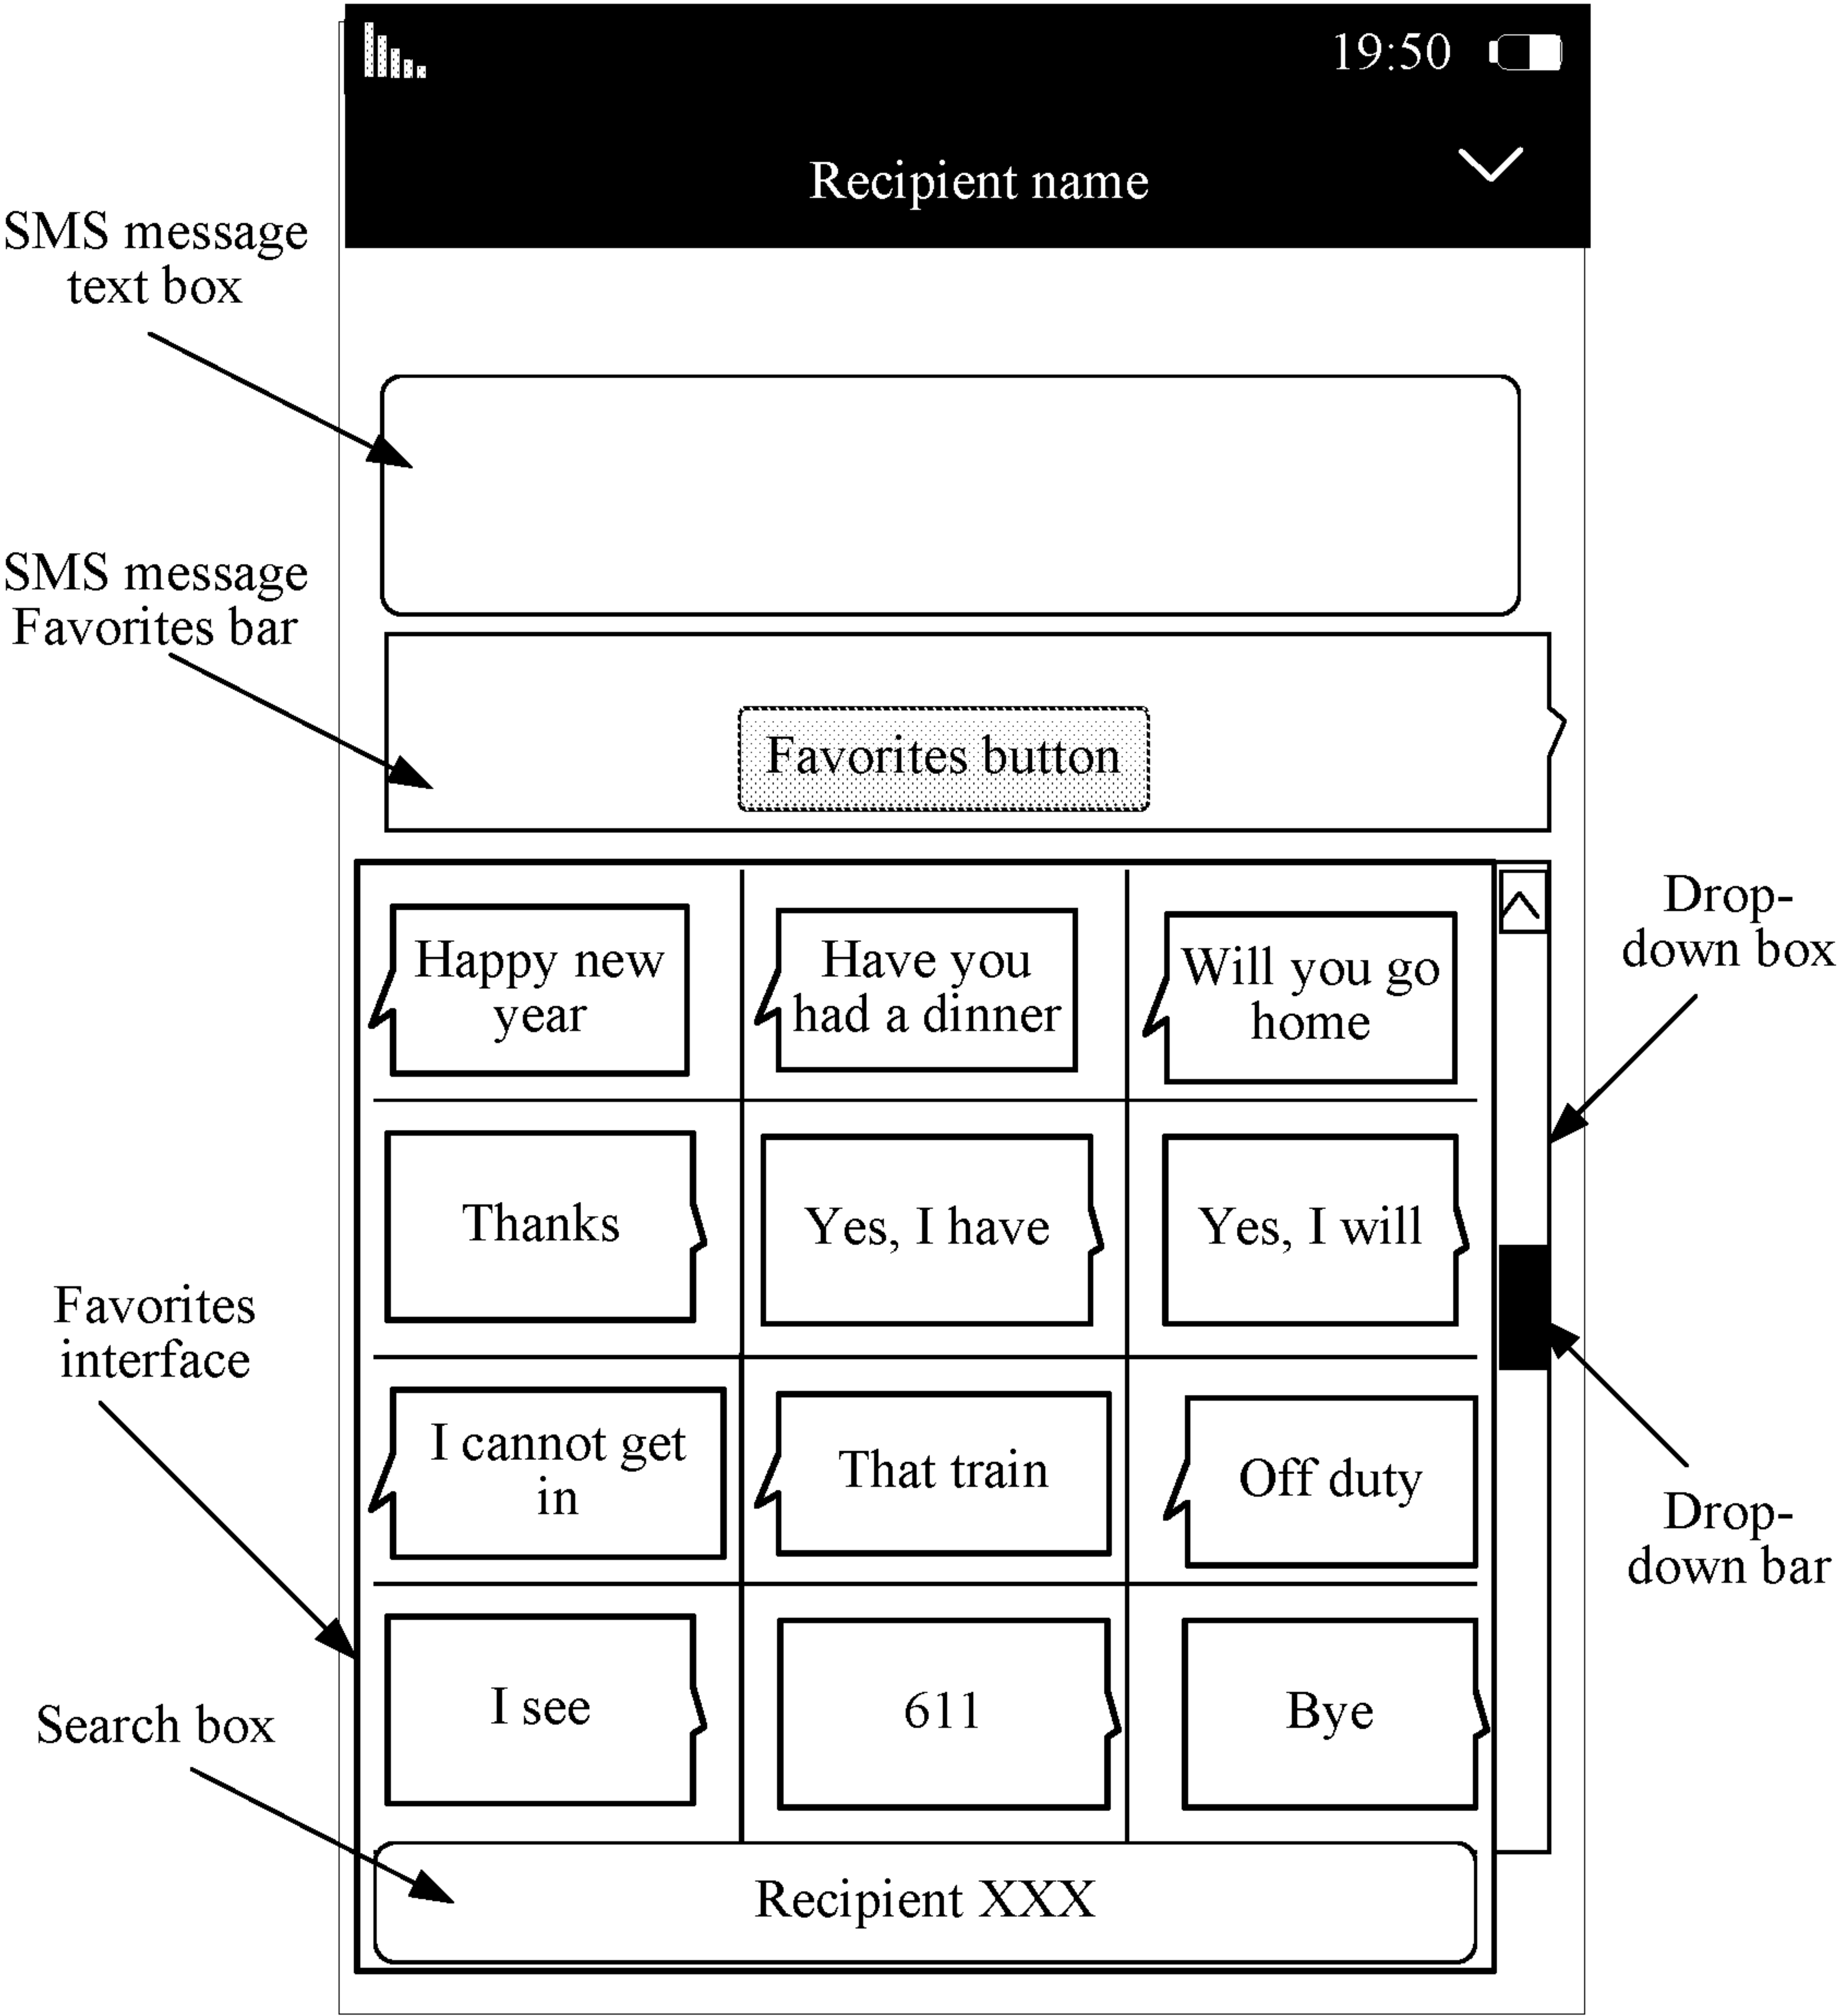 19:50
Recipient name
SMS message
text box
SMS message
Favorites bar
Favorites button
Drop-
down box
Happy new
year
Have you
had a dinner
Will you go
home
Thanks
Yes, I have
Yes, I will
Favorites
interface
I cannot get
in
That train
Off duty
Drop-
down bar
I see
611
Bye
Search box
Recipient XXX